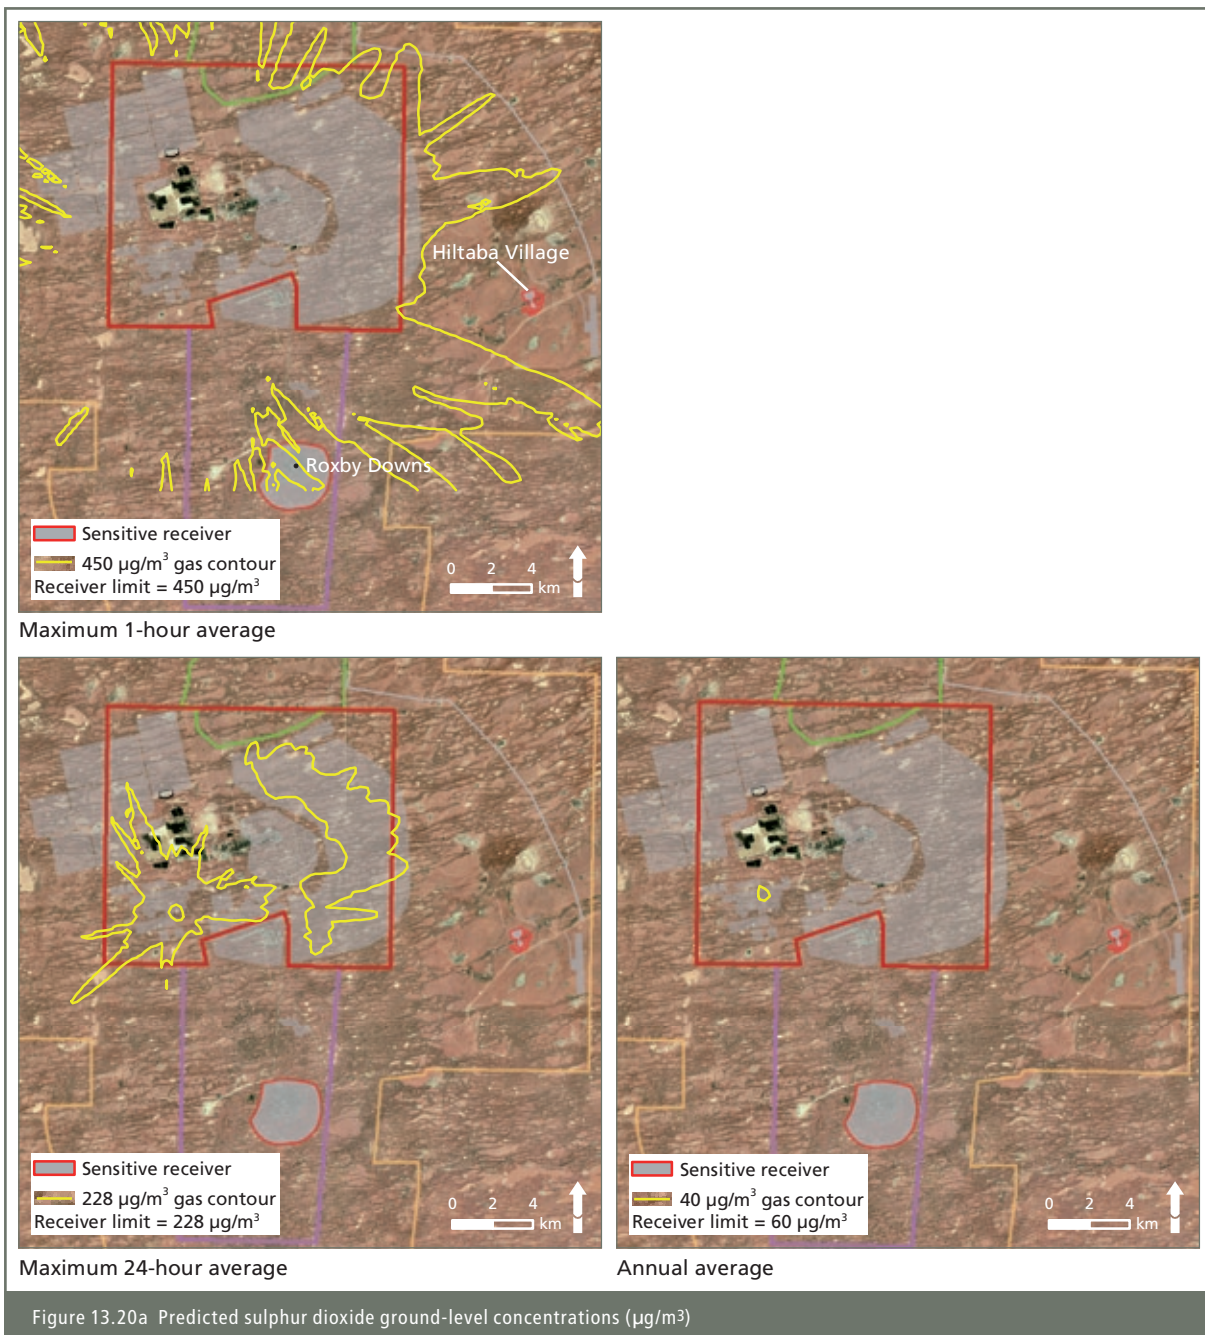 Hiltaba Village
Roxby Downs
Sensitive receiver
450 µg/m³ gas contour
Receiver limit = 450 µg/m³
0 2 4
km
Maximum 1-hour average
Sensitive receiver
228 µg/m³ gas contour
Receiver limit = 228 µg/m³
0 2 4
km
Maximum 24-hour average
Sensitive receiver
40 µg/m³ gas contour
Receiver limit = 60 µg/m³
0 2 4
km
Annual average
Figure 13.20a Predicted sulphur dioxide ground-level concentrations (µg/m³)